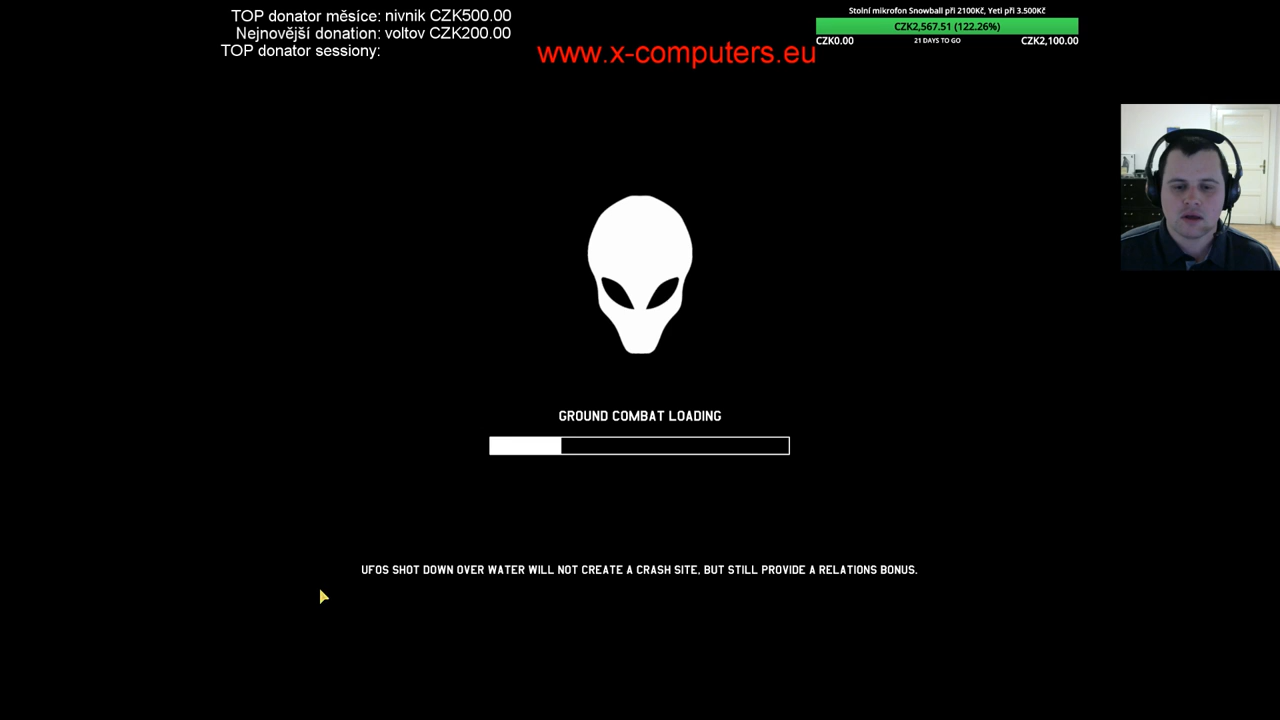 TOP donator měsíce: nivnik CZK500.00
Nejnovější donation: voltov CZK200.00
TOP donator sessiony:
www.x-computers.eu
Stolní mikrofon Snowball při 2100Kč, Yeti při 3.500Kč
CZK2,567.51 (122.26%)
CZK0.00 21 DAYS TO GO CZK2,100.00
GROUND COMBAT LOADING
UFOS SHOT DOWN OVER WATER WILL NOT CREATE A CRASH SITE, BUT STILL PROVIDE A RELATIONS BONUS.